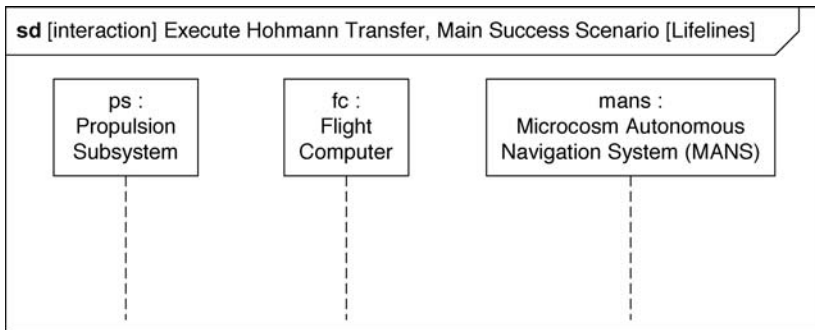 sd [interaction] Execute Hohmann Transfer, Main Success Scenario [Lifelines]
ps :
Propulsion
Subsystem
fc :
Flight
Computer
mans :
Microcosm Autonomous
Navigation System (MANS)